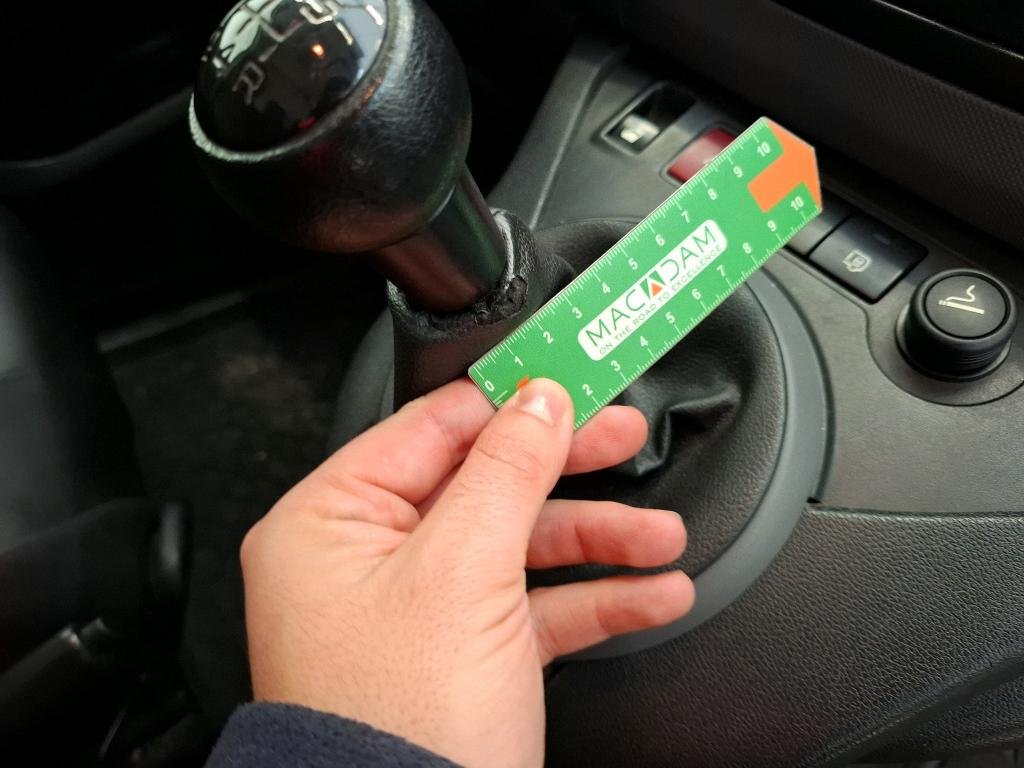 R
0 1 2 3 4 5 6 7 8 9 10
MACADAM
ON THE ROAD TO EXCELLENCE
2 3 4 5 6 7 8 9 10